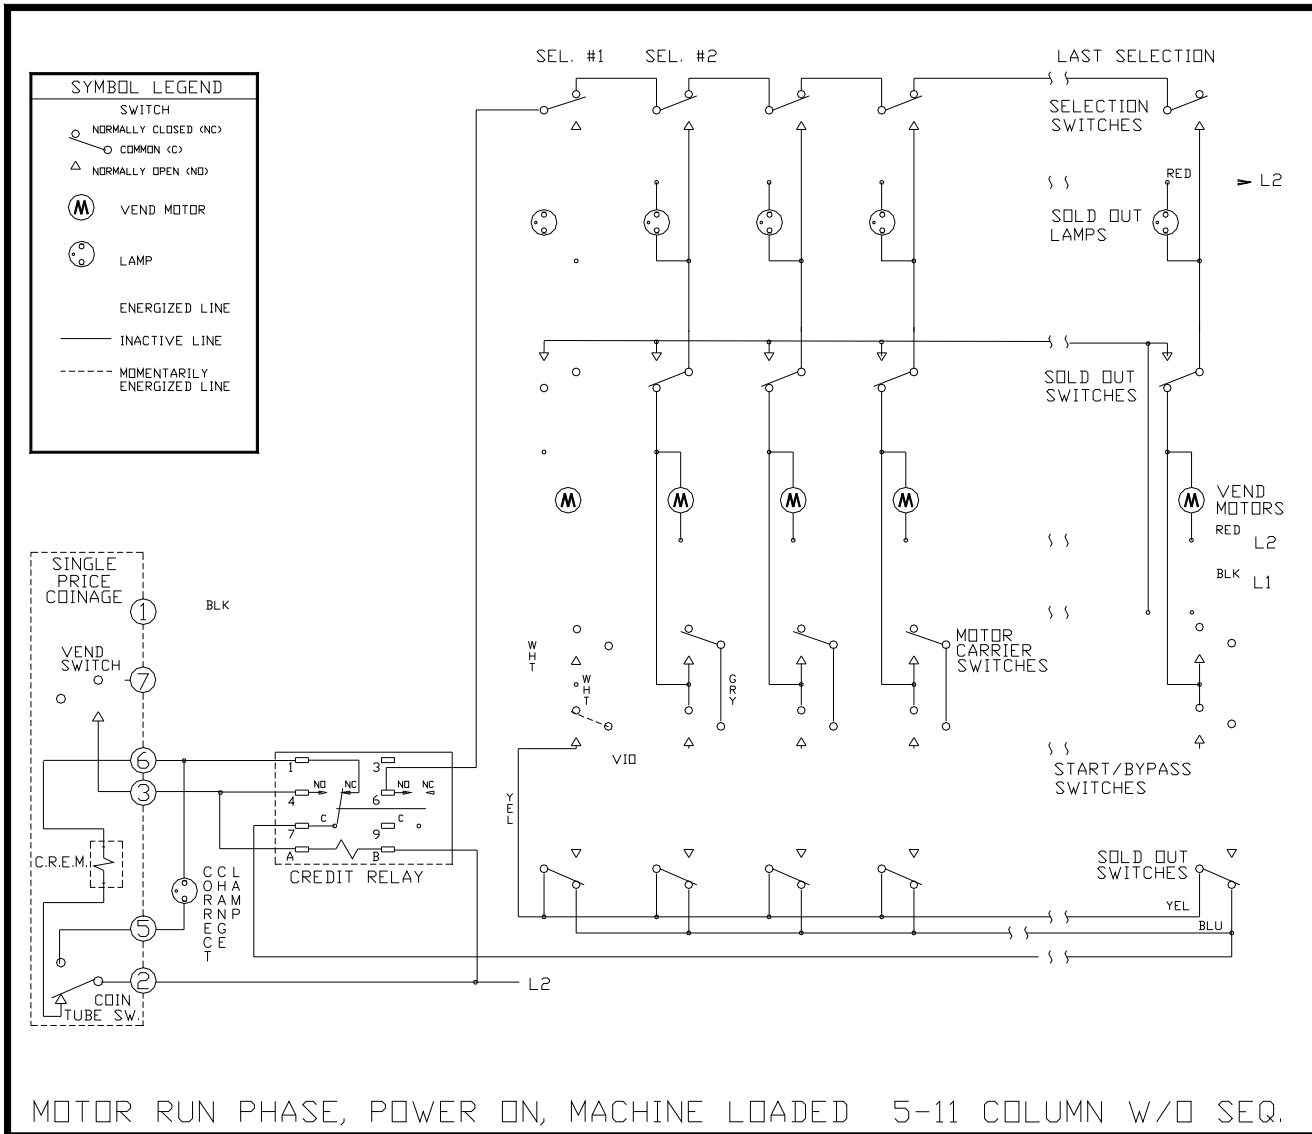 SEL. #1
SEL. #2
LAST SELECTION
SYMBOL LEGEND
SWITCH
NORMALLY CLOSED (NC)
COMMON (C)
NORMALLY OPEN (NO)
M
VEND MOTOR
LAMP
ENERGIZED LINE
INACTIVE LINE
MOMENTARILY
ENERGIZED LINE
SELECTION
SWITCHES
RED
L2
SOLD OUT
LAMPS
SOLD OUT
SWITCHES
M
M
M
M
M
VEND
MOTORS
RED
L2
BLK
L1
SINGLE
PRICE
COINAGE
1
BLK
VEND
SWITCH
7
WHT
WHT
GRY
MOTOR
CARRIER
SWITCHES
VIO
START/BYPASS
SWITCHES
6
3
1
3
NO
NC
NO
NC
4
6
C
C
7
9
A
B
CREDIT RELAY
YEL
C.R.E.M.
CORRECT
CHANGE
LAMP
SOLD OUT
SWITCHES
YEL
BLU
5
2
COIN
TUBE SW.
L2
MOTOR RUN PHASE, POWER ON, MACHINE LOADED 5-11 COLUMN W/O SEQ.